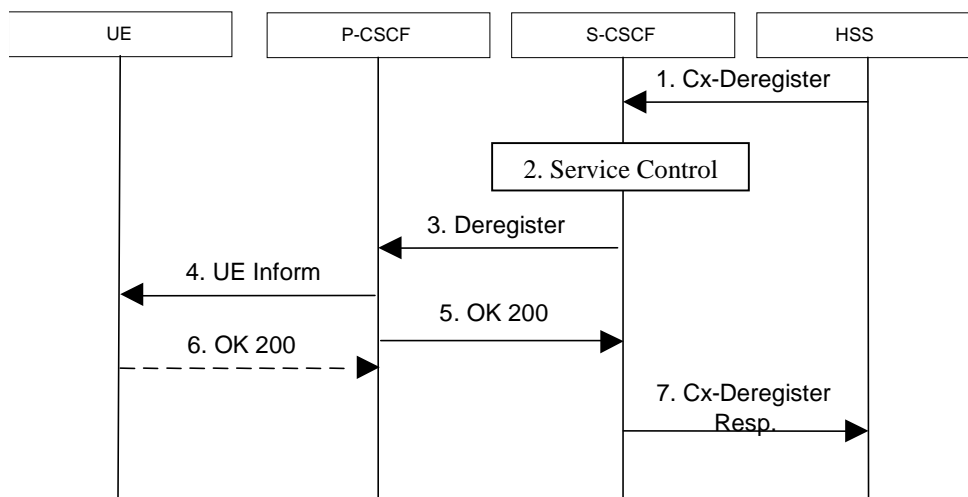 UE
P-CSCF
S-CSCF
HSS
1. Cx-Deregister
2. Service Control
3. Deregister
4. UE Inform
5. OK 200
6. OK 200
7. Cx-Deregister
Resp.